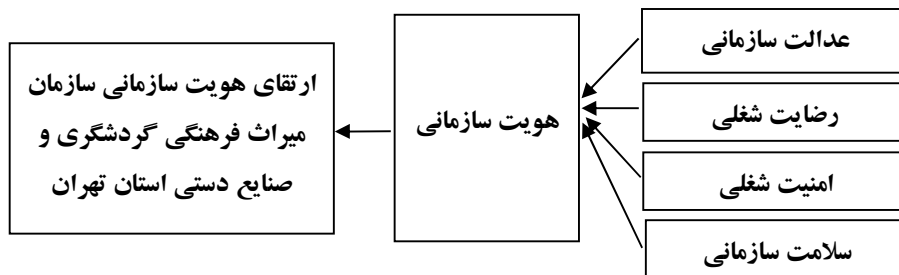 عدالت سازمانی
رضایت شغلی
امنیت شغلی
سلامت سازمانی
هویت سازمانی
ارتقای هویت سازمانی سازمان
میراث فرهنگی گردشگری و
صنایع دستی استان تهران